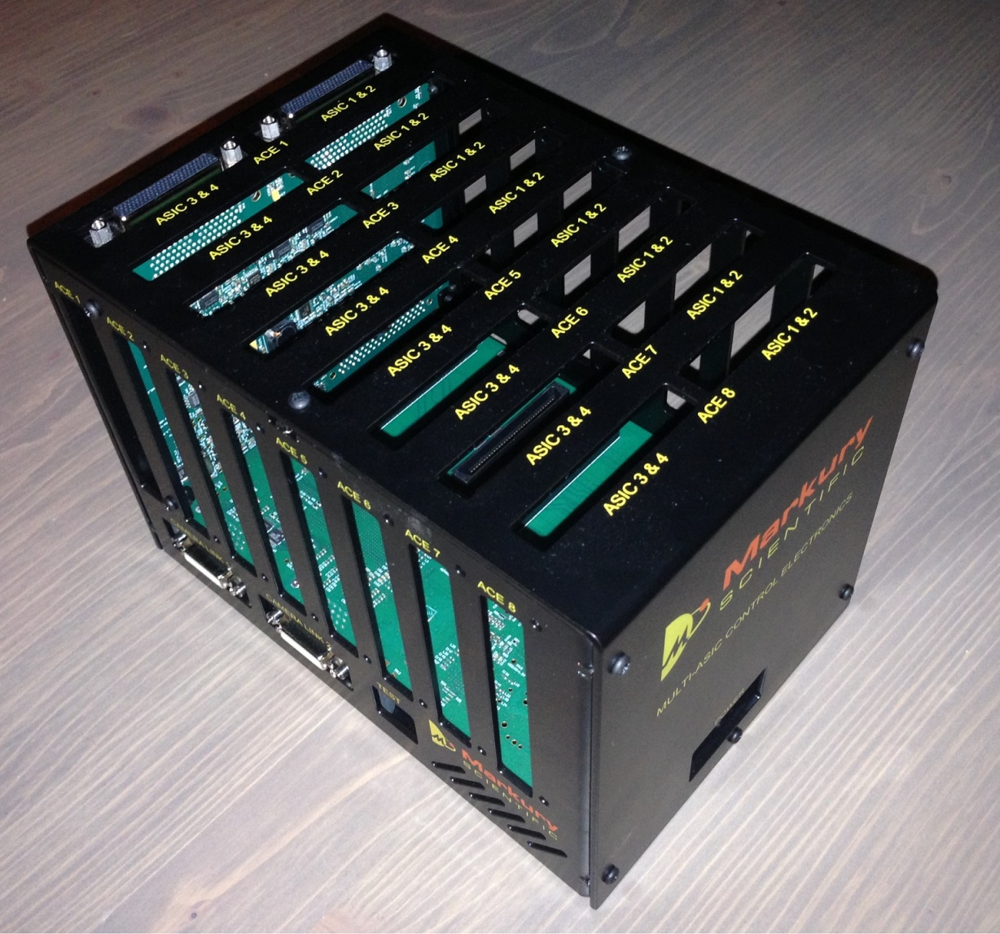 ASIC 1 & 2
ACE 1
ASIC 3 & 4
ASIC 1 & 2
ACE 2
ASIC 3 & 4
ASIC 1 & 2
ACE 3
ASIC 3 & 4
ASIC 1 & 2
ACE 4
ASIC 3 & 4
ASIC 1 & 2
ACE 5
ASIC 3 & 4
ASIC 1 & 2
ACE 6
ASIC 3 & 4
ASIC 1 & 2
ACE 7
ASIC 3 & 4
ASIC 1 & 2
ACE 8
ASIC 3 & 4
ACE 1
ACE 2
ACE 3
ACE 4
ACE 5
ACE 6
ACE 7
ACE 8
TEST
Markury
SCIENTIFIC
Markury
SCIENTIFIC
MULTI-ASIC CONTROL ELECTRONICS